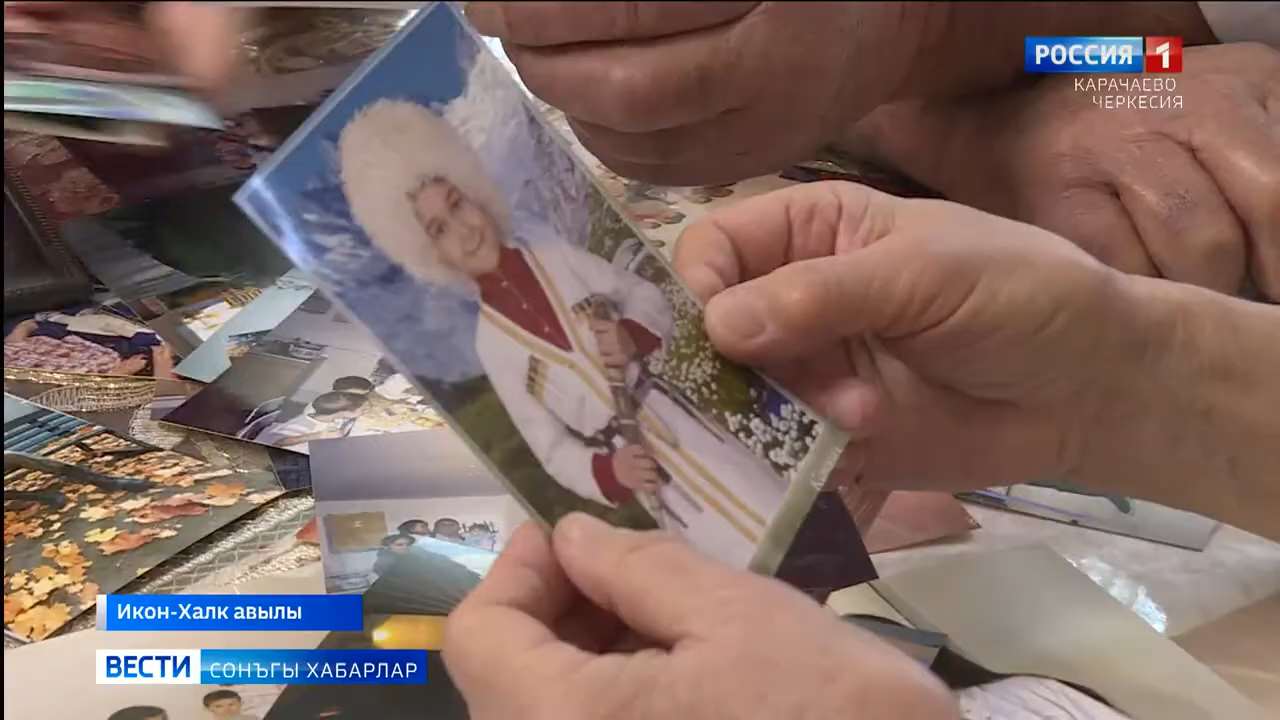 РОССИЯ 1
КАРАЧАЕВО
ЧЕРКЕСИЯ
Икон-Халк авылы
ВЕСТИ СОНЪГЫ ХАБАРЛАР